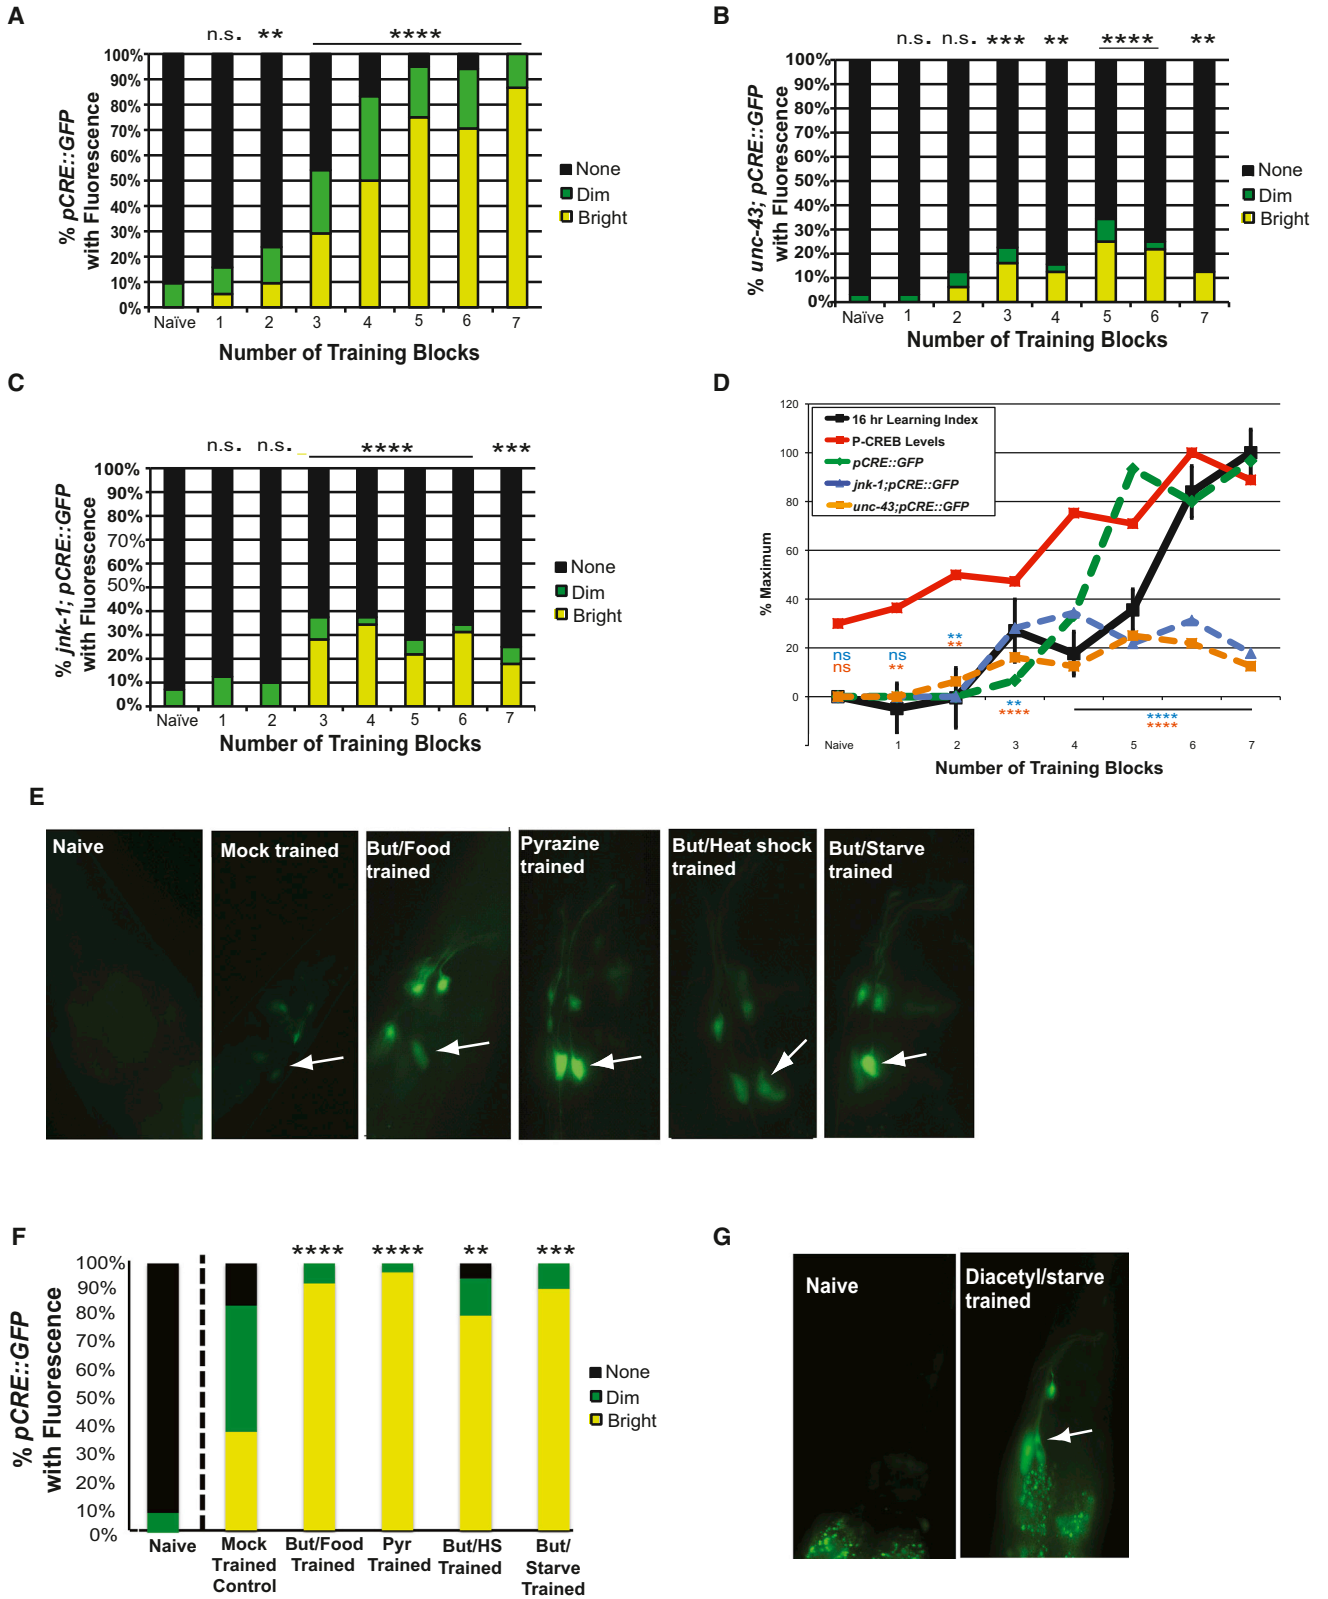 A
n.s. ** ****
% pCRE::GFP
with Fluorescence
100%
90%
80%
70%
60%
50%
40%
30%
20%
10%
0%
Naïve 1 2 3 4 5 6 7
Number of Training Blocks
None
Dim
Bright
B
n.s. n.s. *** ** **** **
% unc-43; pCRE::GFP
with Fluorescence
100%
90%
80%
70%
60%
50%
40%
30%
20%
10%
0%
Naïve 1 2 3 4 5 6 7
Number of Training Blocks
None
Dim
Bright
C
n.s. n.s. **** ***
% jnk-1; pCRE::GFP
with Fluorescence
100%
90%
80%
70%
60%
50%
40%
30%
20%
10%
0%
Naïve 1 2 3 4 5 6 7
Number of Training Blocks
None
Dim
Bright
D
% Maximum
120
100
80
60
40
20
0
16 hr Learning Index
P-CREB Levels
pCRE::GFP
jnk-1;pCRE::GFP
unc-43;pCRE::GFP
ns ns **
ns ** **
** ****
**** ****
Naive 1 2 3 4 5 6 7
Number of Training Blocks
E
Naive
Mock trained
But/Food
trained
Pyrazine
trained
But/Heat shock
trained
But/Starve
trained
F
**** **** ** ***
% pCRE::GFP
with Fluorescence
100%
90%
80%
70%
60%
50%
40%
30%
20%
10%
0%
Naive
Mock
Trained
Control
But/Food
Trained
Pyr
Trained
But/HS
Trained
But/
Starve
Trained
None
Dim
Bright
G
Naive
Diacetyl/starve
trained